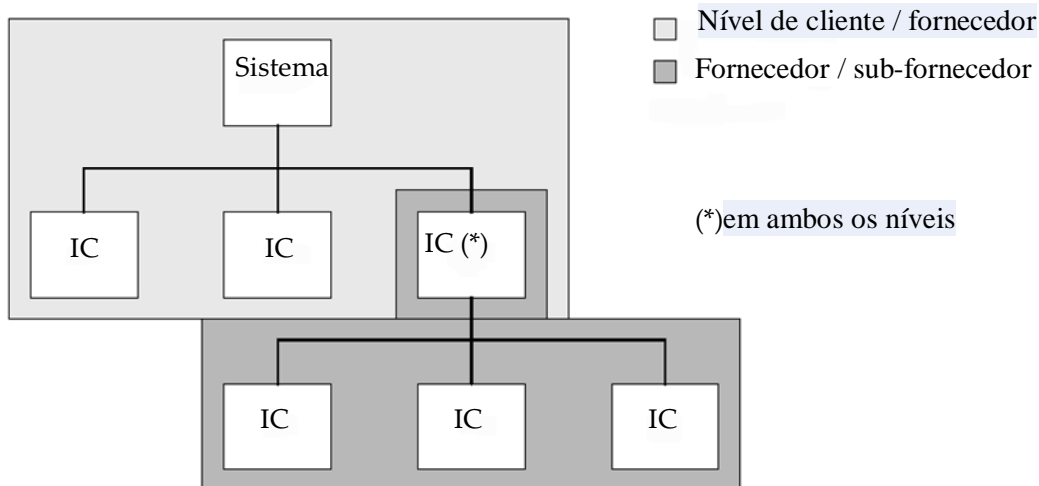 Nível de cliente / fornecedor
Sistema
Fornecedor / sub-fornecedor
IC
IC
IC (*)
(*)em ambos os níveis
IC
IC
IC